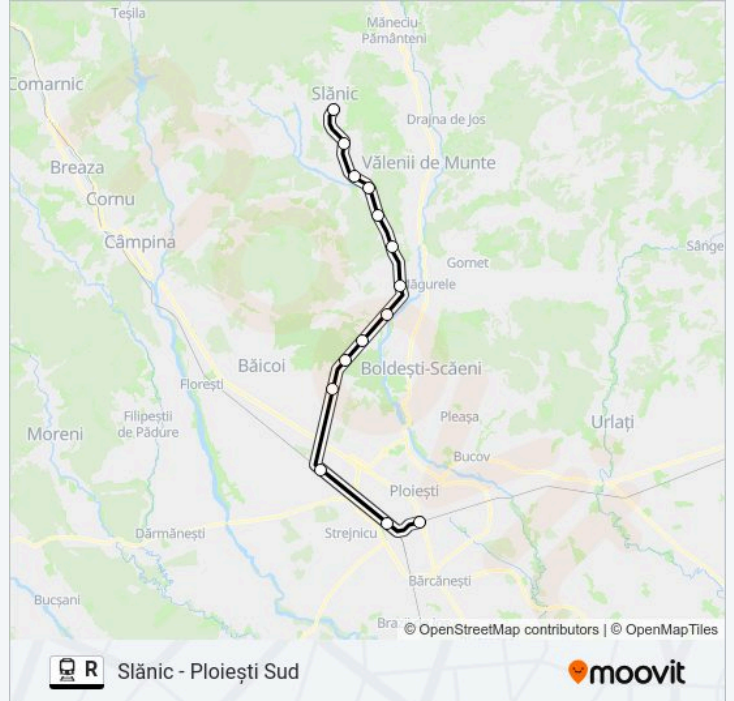 Teșila
Măneciu-
Pământeni
Comarnic
Slănic
Drajna de Jos
Breaza
Vălenii de Munte
Cornu
Câmpina
Sânge
Gornet
Măgurele
Băicoi
Boldești-Scăeni
Florești
Filipeștii
de Pădure
Pleașa
Urlați
Moreni
Bucov
Ploiești
Dărmănești
Strejnicu
Bărcănești
Bucșani
© OpenStreetMap contributors | © OpenMapTiles
R Slănic - Ploiești Sud
moovit